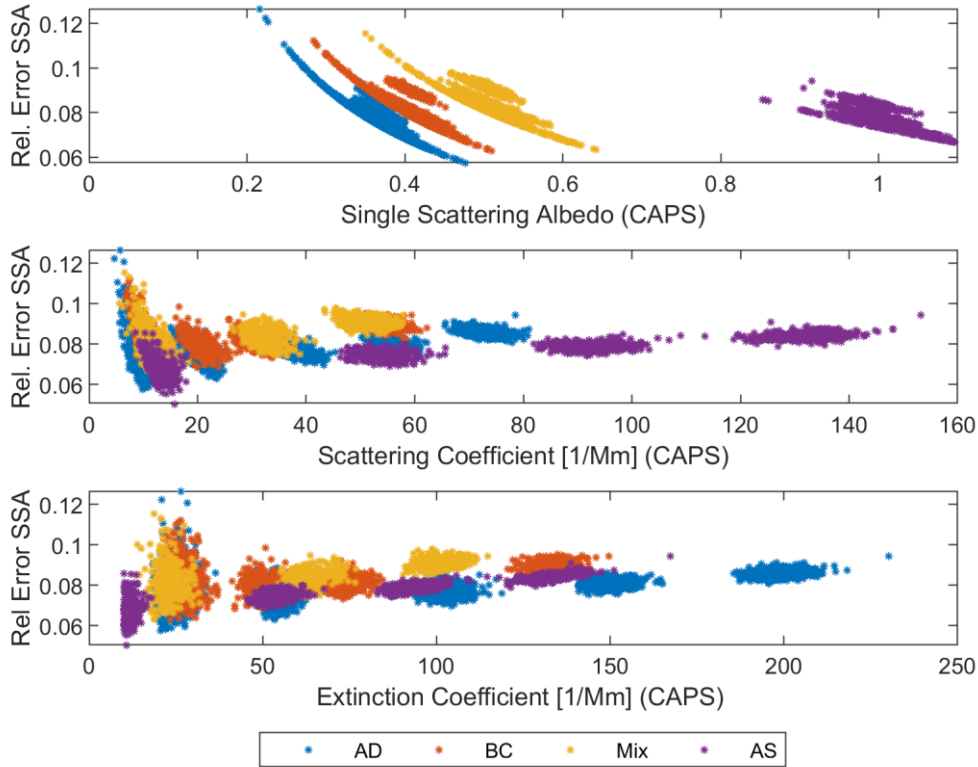 0.12
0.1
0.08
0.06
Rel. Error SSA
0 0.2 0.4 0.6 0.8 1
Single Scattering Albedo (CAPS)
0.12
0.1
0.08
0.06
Rel. Error SSA
0 20 40 60 80 100 120 140 160
Scattering Coefficient [1/Mm] (CAPS)
0.12
0.1
0.08
0.06
Rel Error SSA
0 50 100 150 200 250
Extinction Coefficient [1/Mm] (CAPS)
AD BC Mix AS